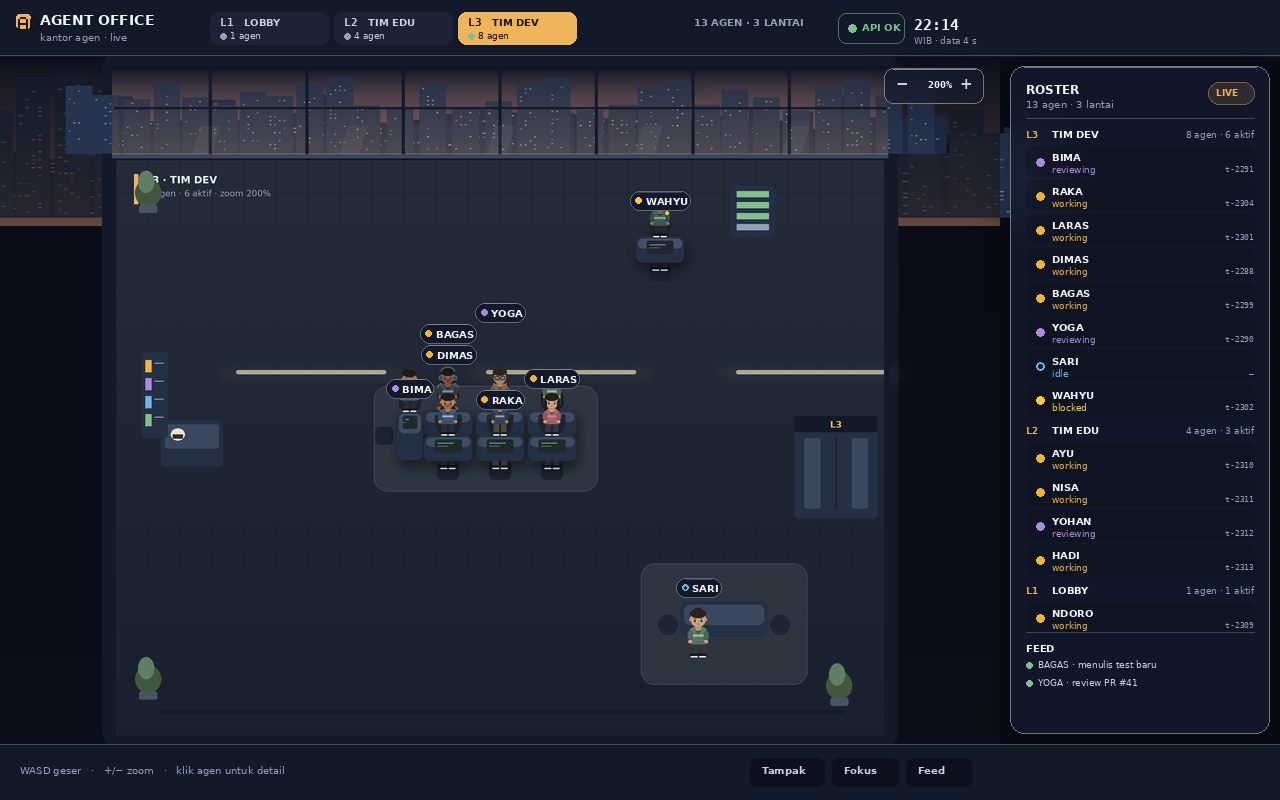 AGENT OFFICE
kantor agen · live
L1 LOBBY
1 agen
L2 TIM EDU
4 agen
L3 TIM DEV
8 agen
13 AGEN · 3 LANTAI
API OK
22:14
WIB · data 4 s
− 200% +
· TIM DEV
gen · 6 aktif · zoom 200%
WAHYU
YOGA
BAGAS
DIMAS
BIMA
LARAS
RAKA
L3
SARI
ROSTER
13 agen · 3 lantai
LIVE
L3 TIM DEV 8 agen · 6 aktif
BIMA
reviewing t-2291
RAKA
working t-2304
LARAS
working t-2301
DIMAS
working t-2288
BAGAS
working t-2299
YOGA
reviewing t-2290
SARI
idle –
WAHYU
blocked t-2302
L2 TIM EDU 4 agen · 3 aktif
AYU
working t-2310
NISA
working t-2311
YOHAN
reviewing t-2312
HADI
working t-2313
L1 LOBBY 1 agen · 1 aktif
NDORO
working t-2309
FEED
BAGAS · menulis test baru
YOGA · review PR #41
WASD geser · +/− zoom · klik agen untuk detail
Tampak
Fokus
Feed